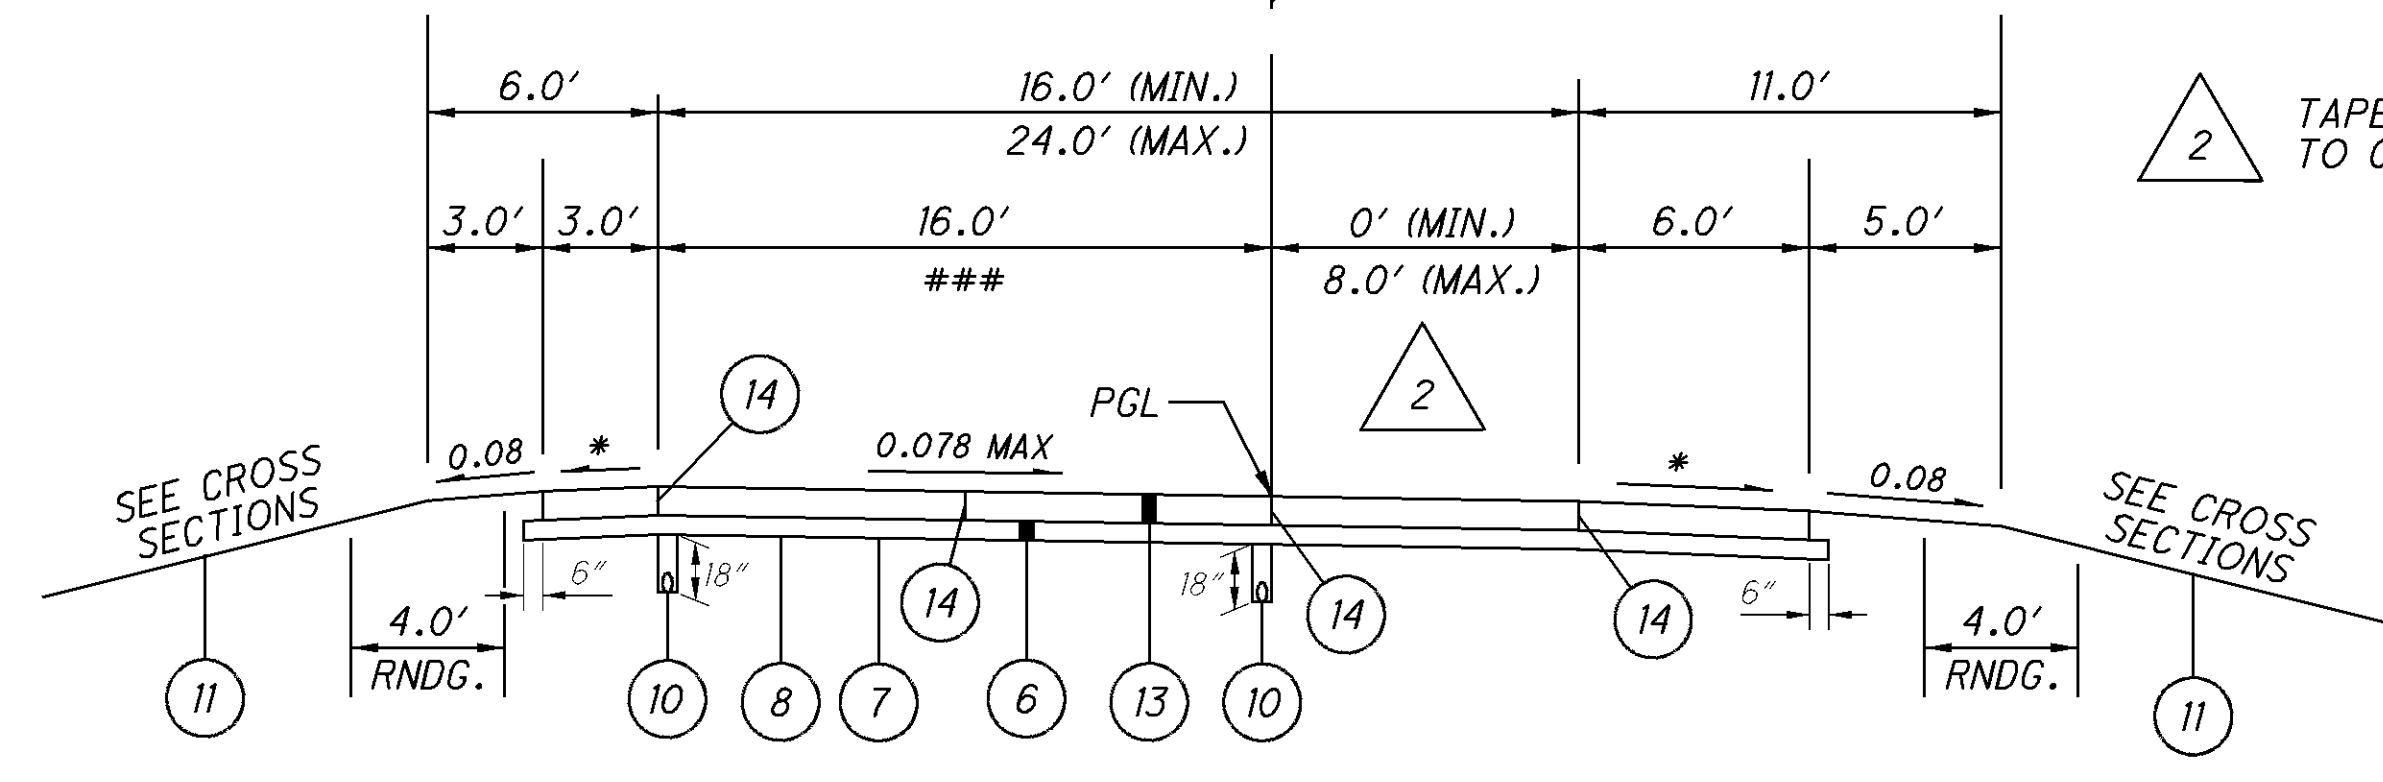 6.0'
16.0' (MIN.)
24.0' (MAX.)
11.0'
2
TAPE
TO
3.0'
3.0'
16.0'
###
0' (MIN.)
8.0' (MAX.)
6.0'
5.0'
2
14
PGL
SEE CROSS
SECTIONS
0.08
*
0.078 MAX
*
0.08
SEE CROSS
SECTIONS
6"
18"
18"
6"
14
14
14
4.0'
RNDG.
4.0'
RNDG.
11
10
8
7
6
13
10
11